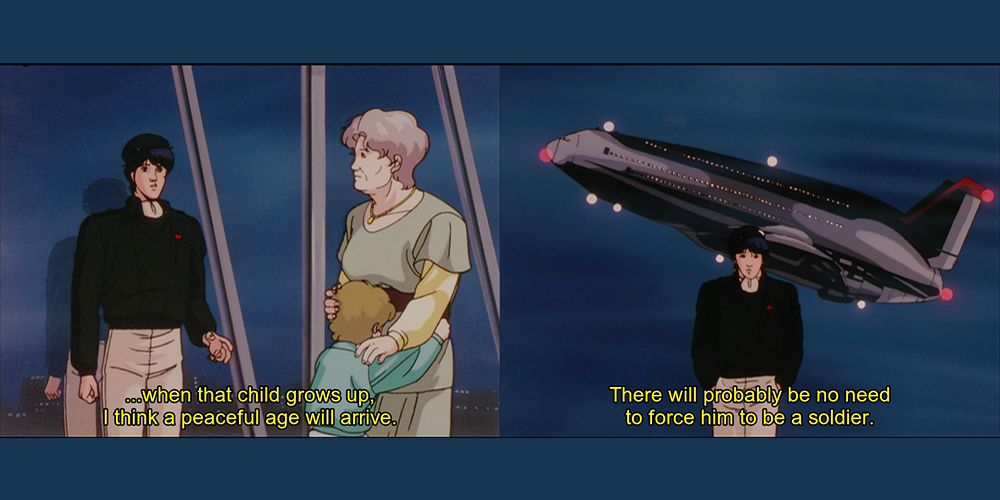 ...when that child grows up,
I think a peaceful age will arrive.
There will probably be no need
to force him to be a soldier.